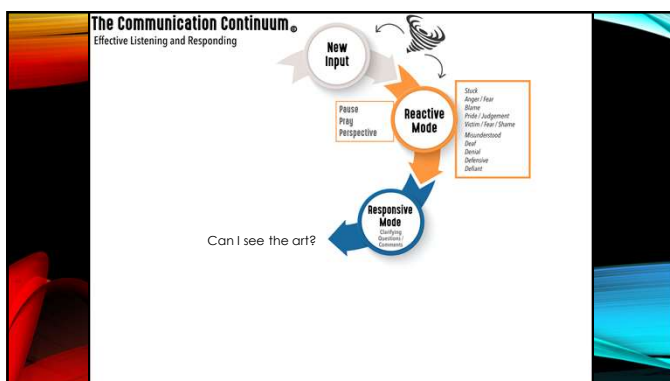 The Communication Continuum®
Effective Listening and Responding
New
Input
Pause
Pray
Perspective
Reactive
Mode
Stuck
Anger / Fear
Blame
Pride / Judgement
Victim / Fear / Shame
Misunderstood
Deaf
Denial
Defensive
Defiant
Responsive
Mode
Clarifying
Questions /
Comments
Can I see the art?